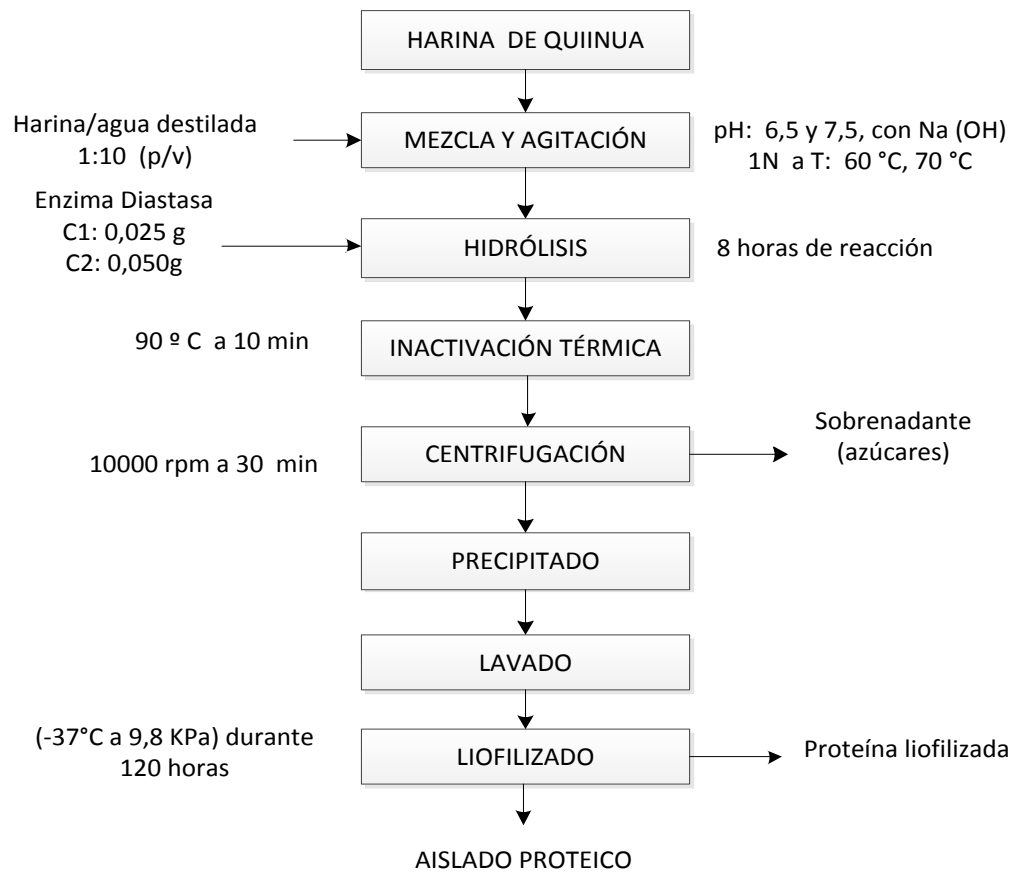 HARINA DE QUIINUA
Harina/agua destilada
1:10 (p/v)
MEZCLA Y AGITACIÓN
pH: 6,5 y 7,5, con Na (OH)
1N a T: 60 °C, 70 °C
Enzima Diastasa
C1: 0,025 g
C2: 0,050g
HIDRÓLISIS
8 horas de reacción
90 º C a 10 min
INACTIVACIÓN TÉRMICA
10000 rpm a 30 min
CENTRIFUGACIÓN
Sobrenadante
(azúcares)
PRECIPITADO
LAVADO
(-37°C a 9,8 KPa) durante
120 horas
LIOFILIZADO
Proteína liofilizada
AISLADO PROTEICO